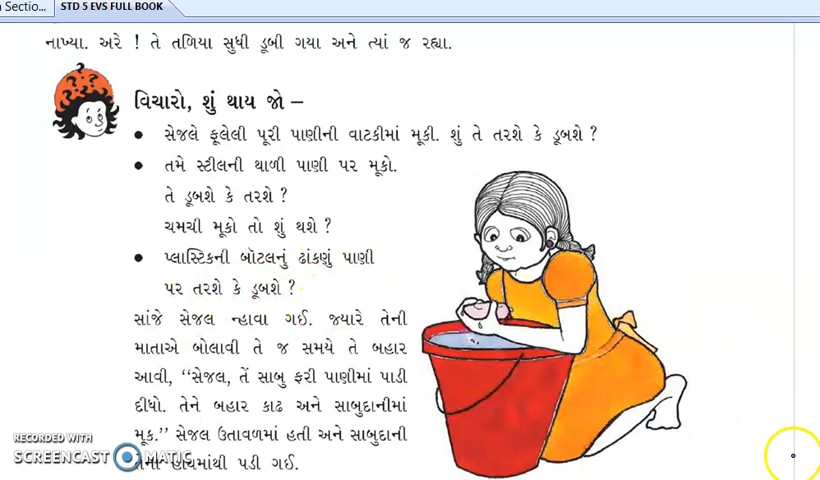 n Sectio...
STD 5 EVS FULL BOOK
નાખ્યા. અરે ! તે તળિયા સુધી ડૂબી ગયા અને ત્યાં જ રહ્યા.
વિચારો, શું થાય જો –
• સેજલે ફૂલેલી પૂરી પાણીની વાટકીમાં મૂકી. શું તે તરશે કે ડૂબશે ?
• તમે સ્ટીલની થાળી પાણી પર મૂકો.
તે ડૂબશે કે તરશે ?
ચમચી મૂકો તો શું થશે ?
• પ્લાસ્ટિકની બૉટલનું ઢાંકણું પાણી
પર તરશે કે ડૂબશે ?
સાંજે સેજલ ન્હાવા ગઈ. જ્યારે તેની
માતાએ બોલાવી તે જ સમયે તે બહાર
આવી, “સેજલ, તેં સાબુ ફરી પાણીમાં પાડી
દીધો. તેને બહાર કાઢ અને સાબુદાનીમાં
મૂક.” સેજલ ઉતાવળમાં હતી અને સાબુદાની
હાથમાંથી પડી ગઈ.
RECORDED WITH
SCREENCAST MATIC